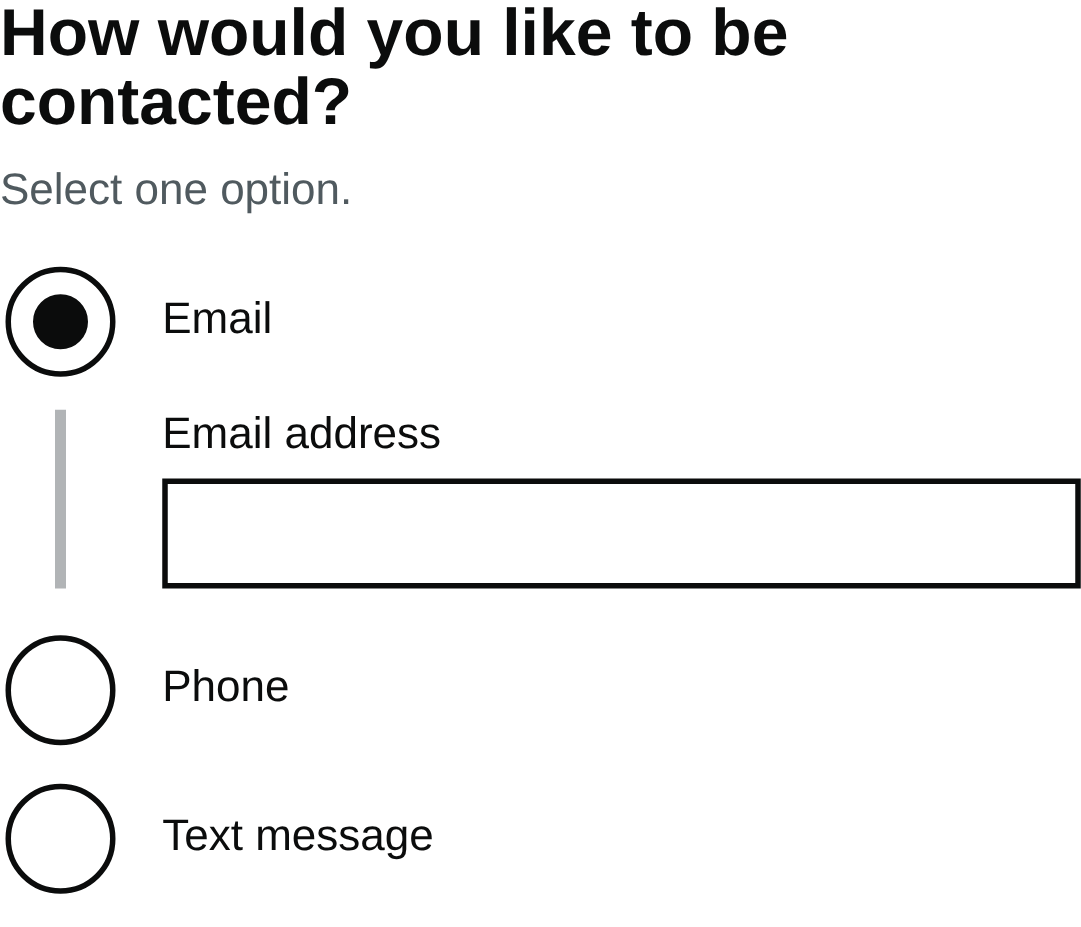 How would you like to be
contacted?
Select one option.
Email
Email address
Phone
Text message